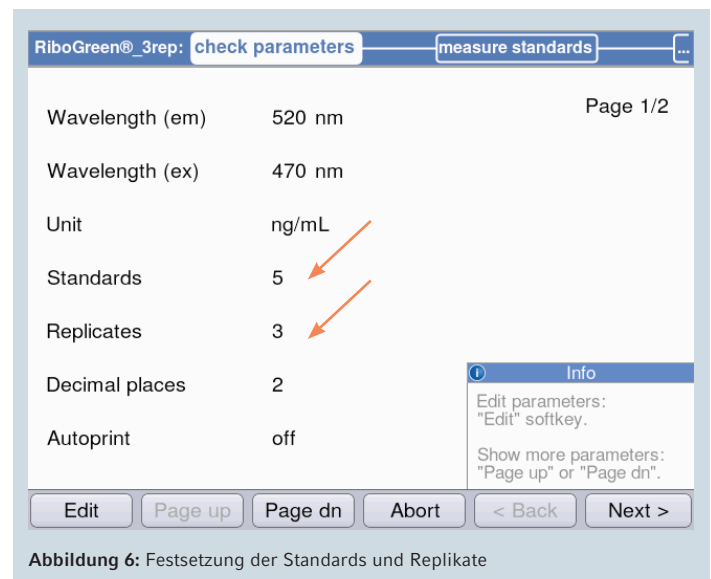 RiboGreen®_3rep: check parameters measure standards ...
Page 1/2
Wavelength (em) 520 nm
Wavelength (ex) 470 nm
Unit ng/mL
Standards 5
Replicates 3
Decimal places 2
Autoprint off
i Info
Edit parameters:
"Edit" softkey.
Show more parameters:
"Page up" or "Page dn".
Edit Page up Page dn Abort < Back Next >
Abbildung 6: Festsetzung der Standards und Replikate